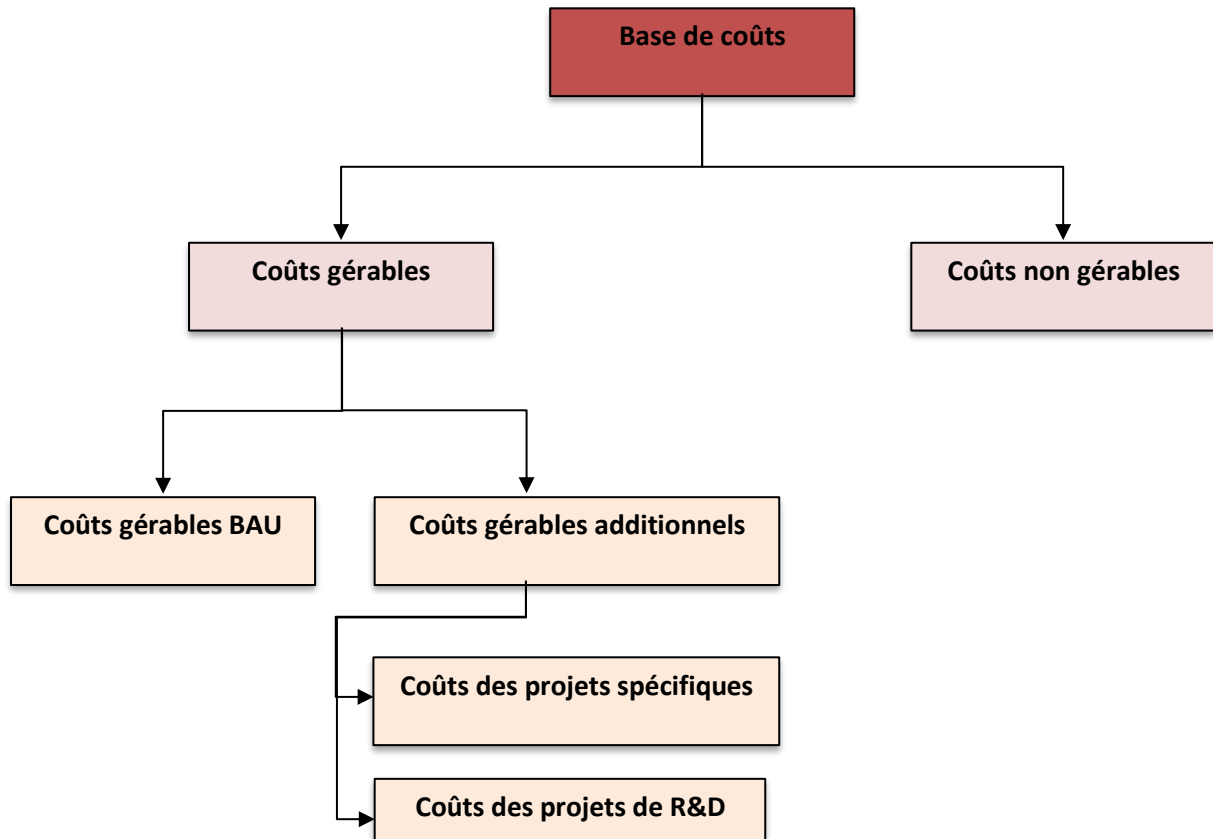 Base de coûts
Coûts gérables
Coûts non gérables
Coûts gérables BAU
Coûts gérables additionnels
Coûts des projets spécifiques
Coûts des projets de R&D